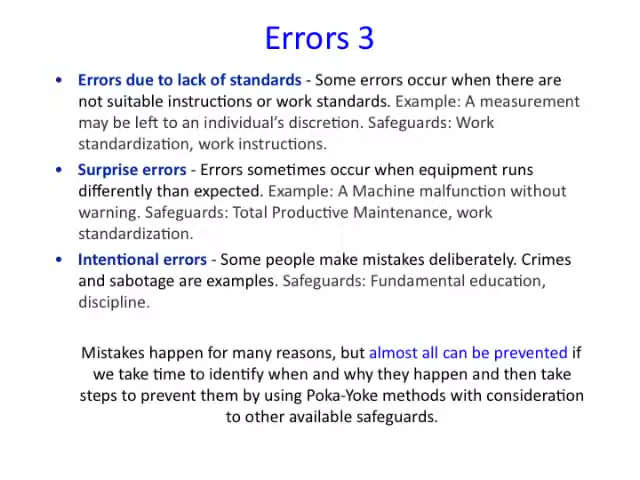 Errors 3
• Errors due to lack of standards - Some errors occur when there are
not suitable instructions or work standards. Example: A measurement
may be left to an individual's discretion. Safeguards: Work
standardization, work instructions.
• Surprise errors - Errors sometimes occur when equipment runs
differently than expected. Example: A Machine malfunction without
warning. Safeguards: Total Productive Maintenance, work
standardization.
• Intentional errors - Some people make mistakes deliberately. Crimes
and sabotage are examples. Safeguards: Fundamental education,
discipline.
Mistakes happen for many reasons, but almost all can be prevented if
we take time to identify when and why they happen and then take
steps to prevent them by using Poka-Yoke methods with consideration
to other available safeguards.